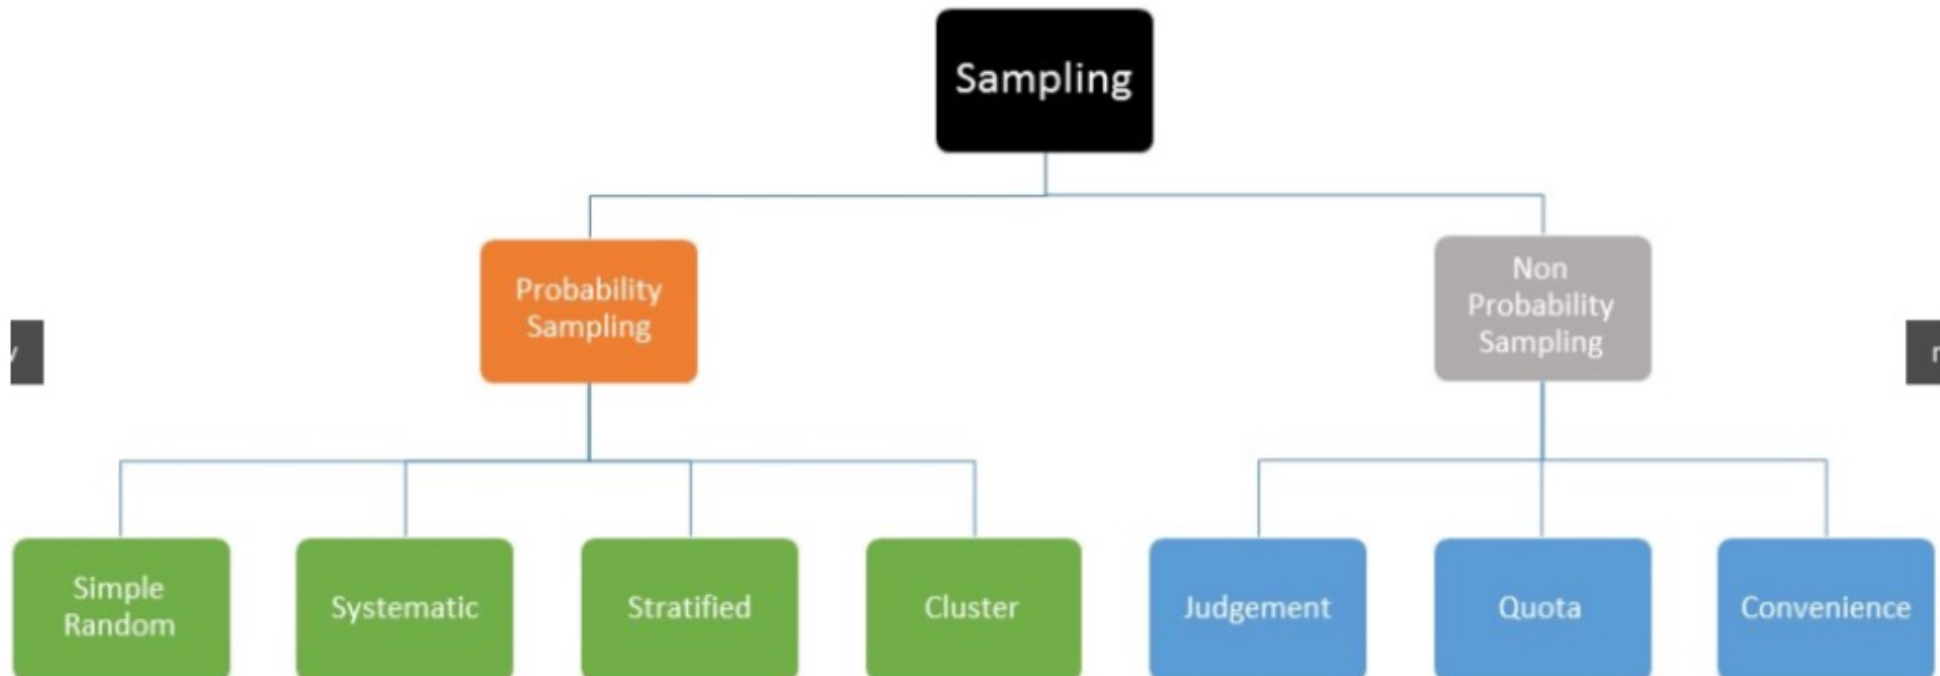 Sampling
Probability
Sampling
Non
Probability
Sampling
Simple
Random
Systematic
Stratified
Cluster
Judgement
Quota
Convenience